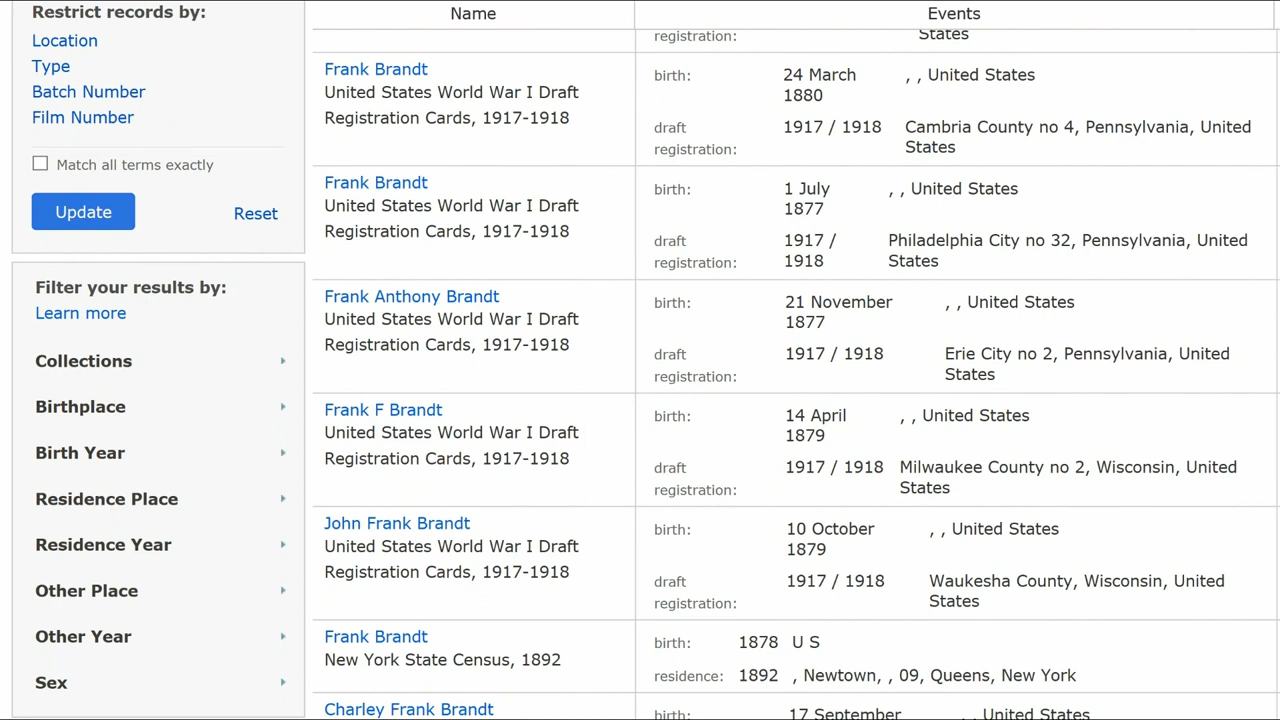 Restrict records by:
Location
Type
Batch Number
Film Number
Match all terms exactly
Update Reset
Filter your results by:
Learn more
Collections
Birthplace
Birth Year
Residence Place
Residence Year
Other Place
Other Year
Sex
Name Events
registration: States
Frank Brandt
United States World War I Draft
Registration Cards, 1917-1918
birth: 24 March 1880 , , United States
draft registration: 1917 / 1918 Cambria County no 4, Pennsylvania, United States
Frank Brandt
United States World War I Draft
Registration Cards, 1917-1918
birth: 1 July 1877 , , United States
draft registration: 1917 / 1918 Philadelphia City no 32, Pennsylvania, United States
Frank Anthony Brandt
United States World War I Draft
Registration Cards, 1917-1918
birth: 21 November 1877 , , United States
draft registration: 1917 / 1918 Erie City no 2, Pennsylvania, United States
Frank F Brandt
United States World War I Draft
Registration Cards, 1917-1918
birth: 14 April 1879 , , United States
draft registration: 1917 / 1918 Milwaukee County no 2, Wisconsin, United States
John Frank Brandt
United States World War I Draft
Registration Cards, 1917-1918
birth: 10 October 1879 , , United States
draft registration: 1917 / 1918 Waukesha County, Wisconsin, United States
Frank Brandt
New York State Census, 1892
birth: 1878 U S
residence: 1892 , Newtown, , 09, Queens, New York
Charley Frank Brandt
birth: 17 September , , United States